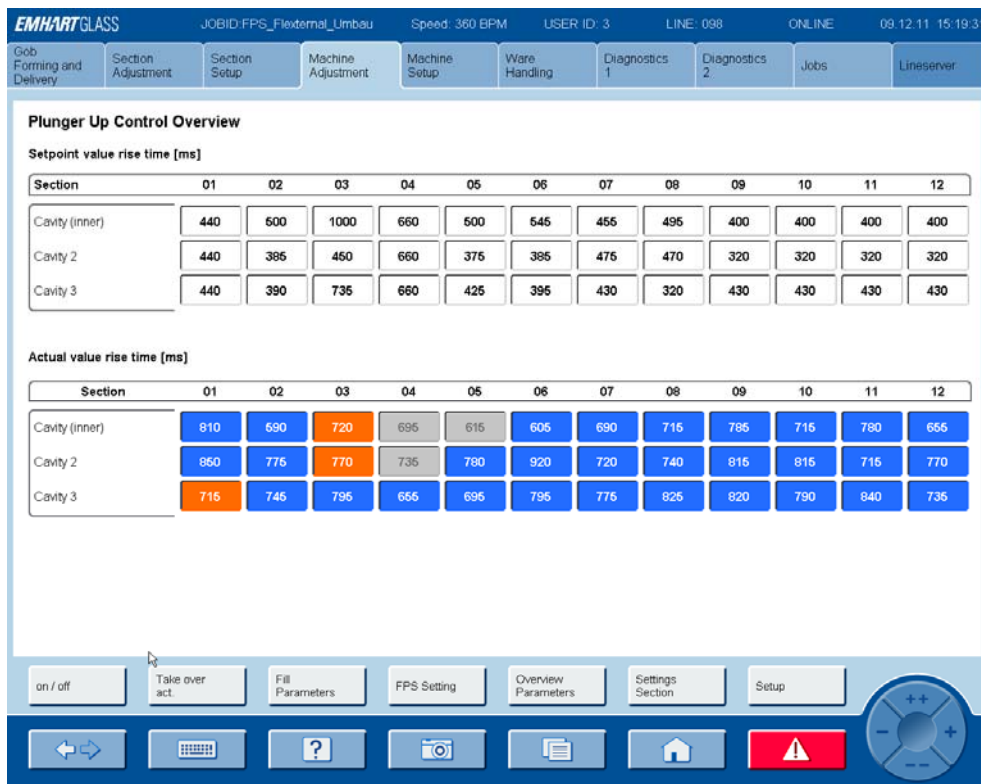 EMHART GLASS JOBID:FPS_Flexternal_Umbau Speed: 360 BPM USER ID: 3 LINE: 098 ONLINE 09.12.11 15:19:3
Gob Forming and Delivery
Section Adjustment
Section Setup
Machine Adjustment
Machine Setup
Ware Handling
Diagnostics 1
Diagnostics 2
Jobs
Lineserver
Plunger Up Control Overview
Setpoint value rise time [ms]
Section 01 02 03 04 05 06 07 08 09 10 11 12
Cavity (inner) 440 500 1000 660 500 545 455 495 400 400 400 400
Cavity 2 440 385 450 660 375 385 475 470 320 320 320 320
Cavity 3 440 390 735 660 425 395 430 320 430 430 430 430
Actual value rise time [ms]
Section 01 02 03 04 05 06 07 08 09 10 11 12
Cavity (inner) 810 590 720 695 615 605 690 715 785 715 780 655
Cavity 2 850 775 770 735 780 920 720 740 815 815 715 770
Cavity 3 715 745 795 655 695 795 775 825 820 790 840 735
on / off
Take over act.
Fill Parameters
FPS Setting
Overview Parameters
Settings Section
Setup
?
++
- +
--